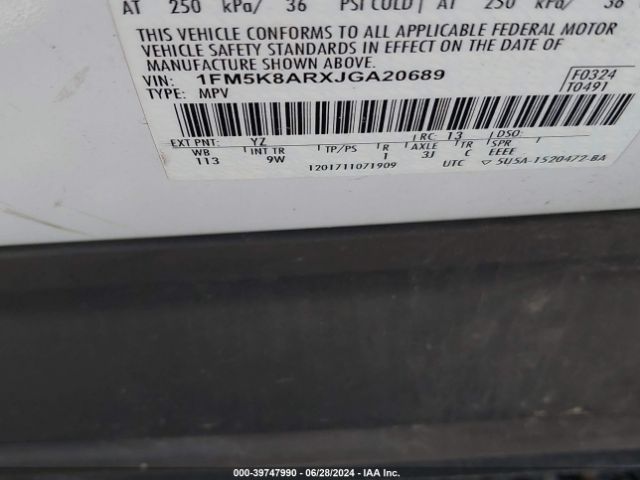 AT 250 kPa/ 36 PSI COLD AT 250 kPa/ 36
THIS VEHICLE CONFORMS TO ALL APPLICABLE FEDERAL MOTOR
VEHICLE SAFETY STANDARDS IN EFFECT ON THE DATE OF
MANUFACTURE SHOWN ABOVE.
VIN: 1FM5K8ARXJGA20689
TYPE: MPV
F0324
T0491
EXT PNT: YZ RC: 13 DSO:
WB INT TR TP/PS R AXLE TR SPR
113 9W 1 3J C EEEE
1201711071909 UTC ▽ 5U5A-1520472-BA
000-39747990 - 06/28/2024 - IAA Inc.